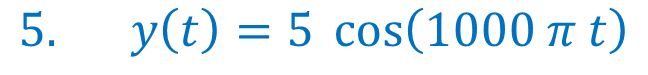 5. y(t) = 5 cos(1000 π t)